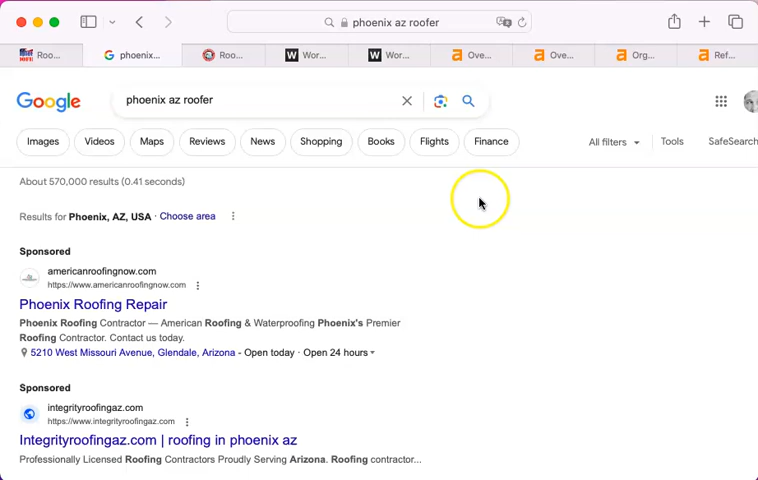 phoenix az roofer
Roo...
phoenix...
Roo...
Wor...
Wor...
Ove...
Ove...
Org...
Ref...
Google
phoenix az roofer
Images
Videos
Maps
Reviews
News
Shopping
Books
Flights
Finance
All filters
Tools
SafeSearch
About 570,000 results (0.41 seconds)
Results for Phoenix, AZ, USA · Choose area
Sponsored
americanroofingnow.com
https://www.americanroofingnow.com
Phoenix Roofing Repair
Phoenix Roofing Contractor — American Roofing & Waterproofing Phoenix's Premier
Roofing Contractor. Contact us today.
5210 West Missouri Avenue, Glendale, Arizona - Open today · Open 24 hours
Sponsored
integrityroofingaz.com
https://www.integrityroofingaz.com
Integrityroofingaz.com | roofing in phoenix az
Professionally Licensed Roofing Contractors Proudly Serving Arizona. Roofing contractor...